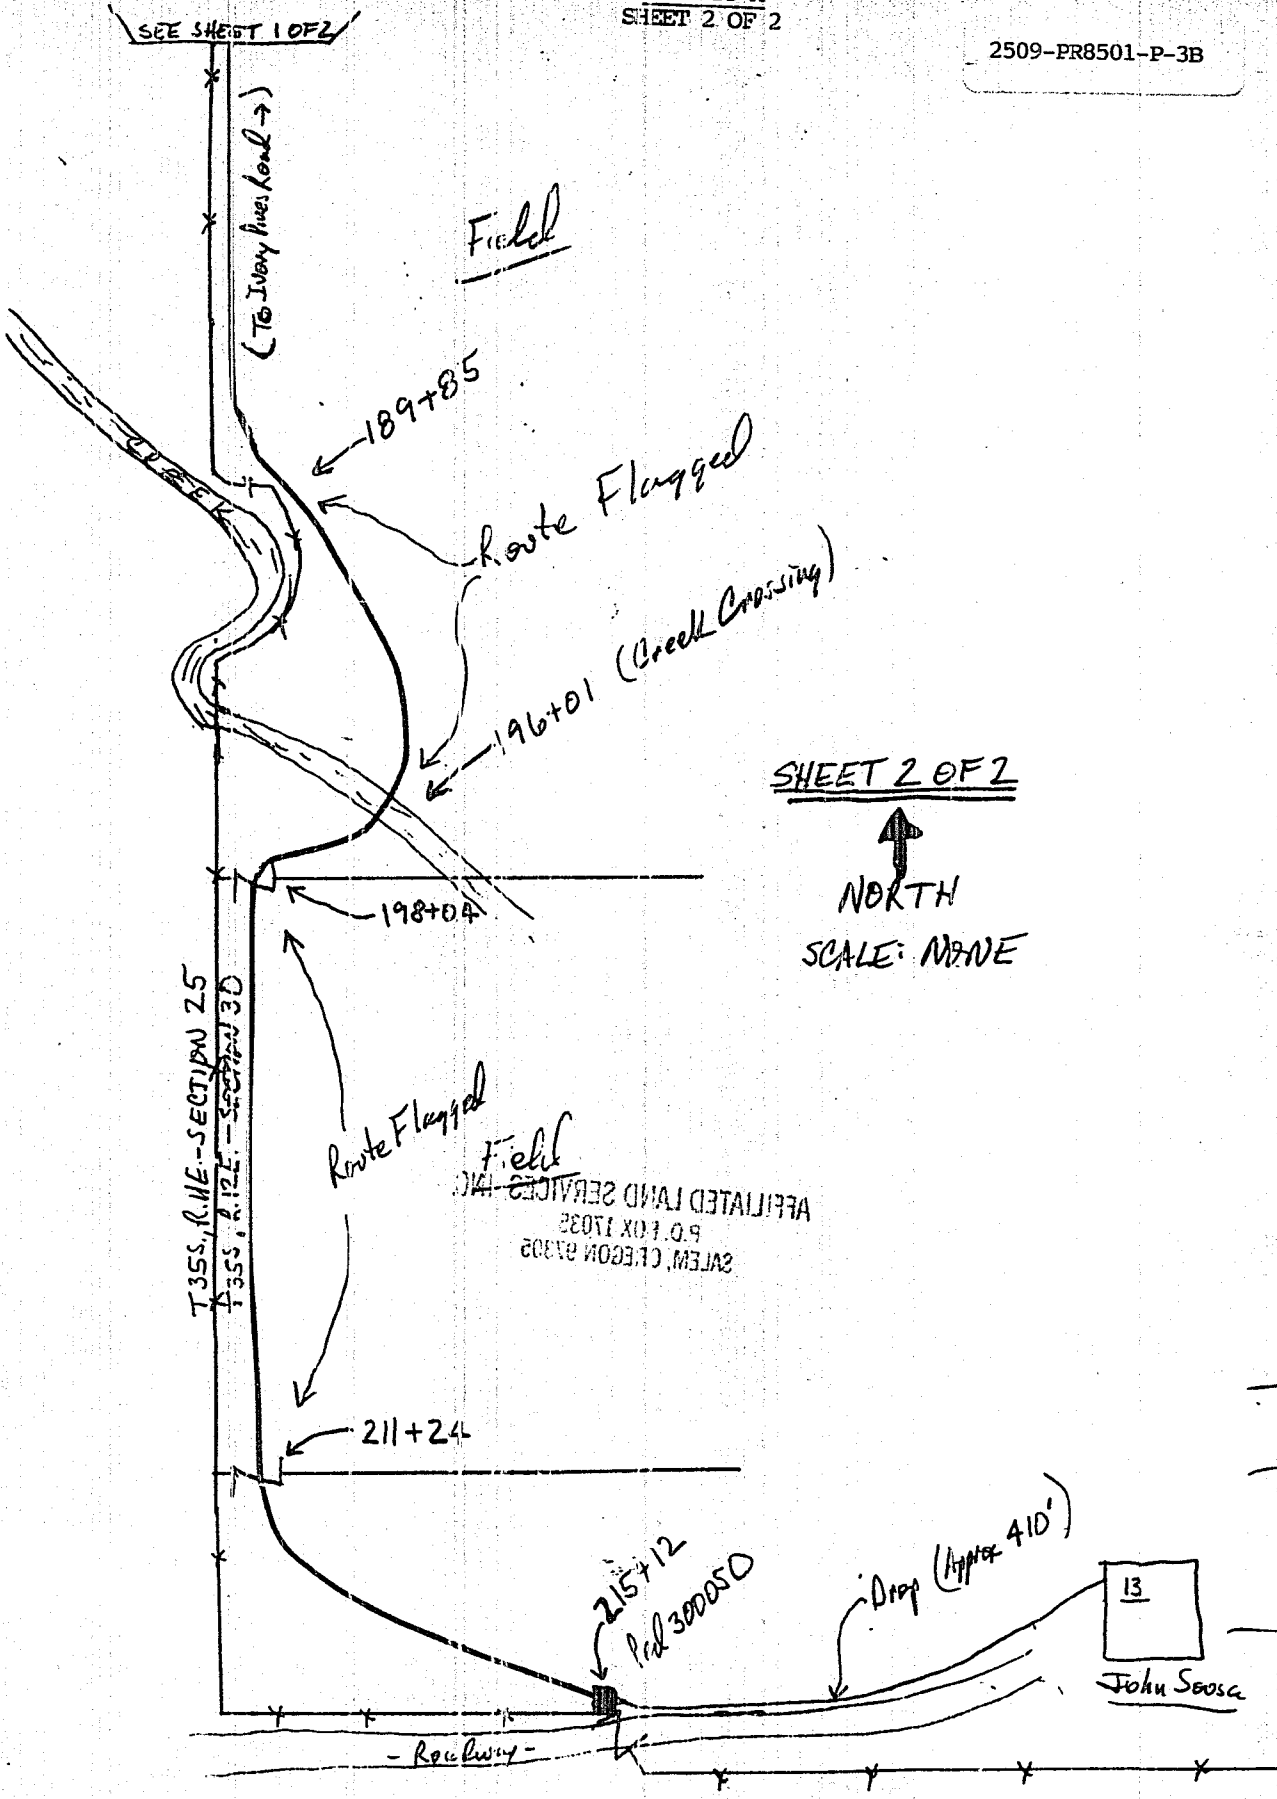 SHEET 2 OF 2
SEE SHEET 1 OF 2
2509-PR8501-P-3B
(To Ivory Pines Road →)
Field
189+85
Route Flagged
CREEK
196+01 (Creek Crossing)
SHEET 2 OF 2
NORTH
SCALE: NONE
198+04
T35S, R.11E.-SECTION 25
T35S, R.12E.-SECTION 30
Route Flagged
Field
AFFILIATED LAND SERVICES INC.
P.O. BOX 17035
SALEM, OREGON 97305
211+24
215+12
Ped 300050
Drop (Approx 410')
13
John
- Roadway -